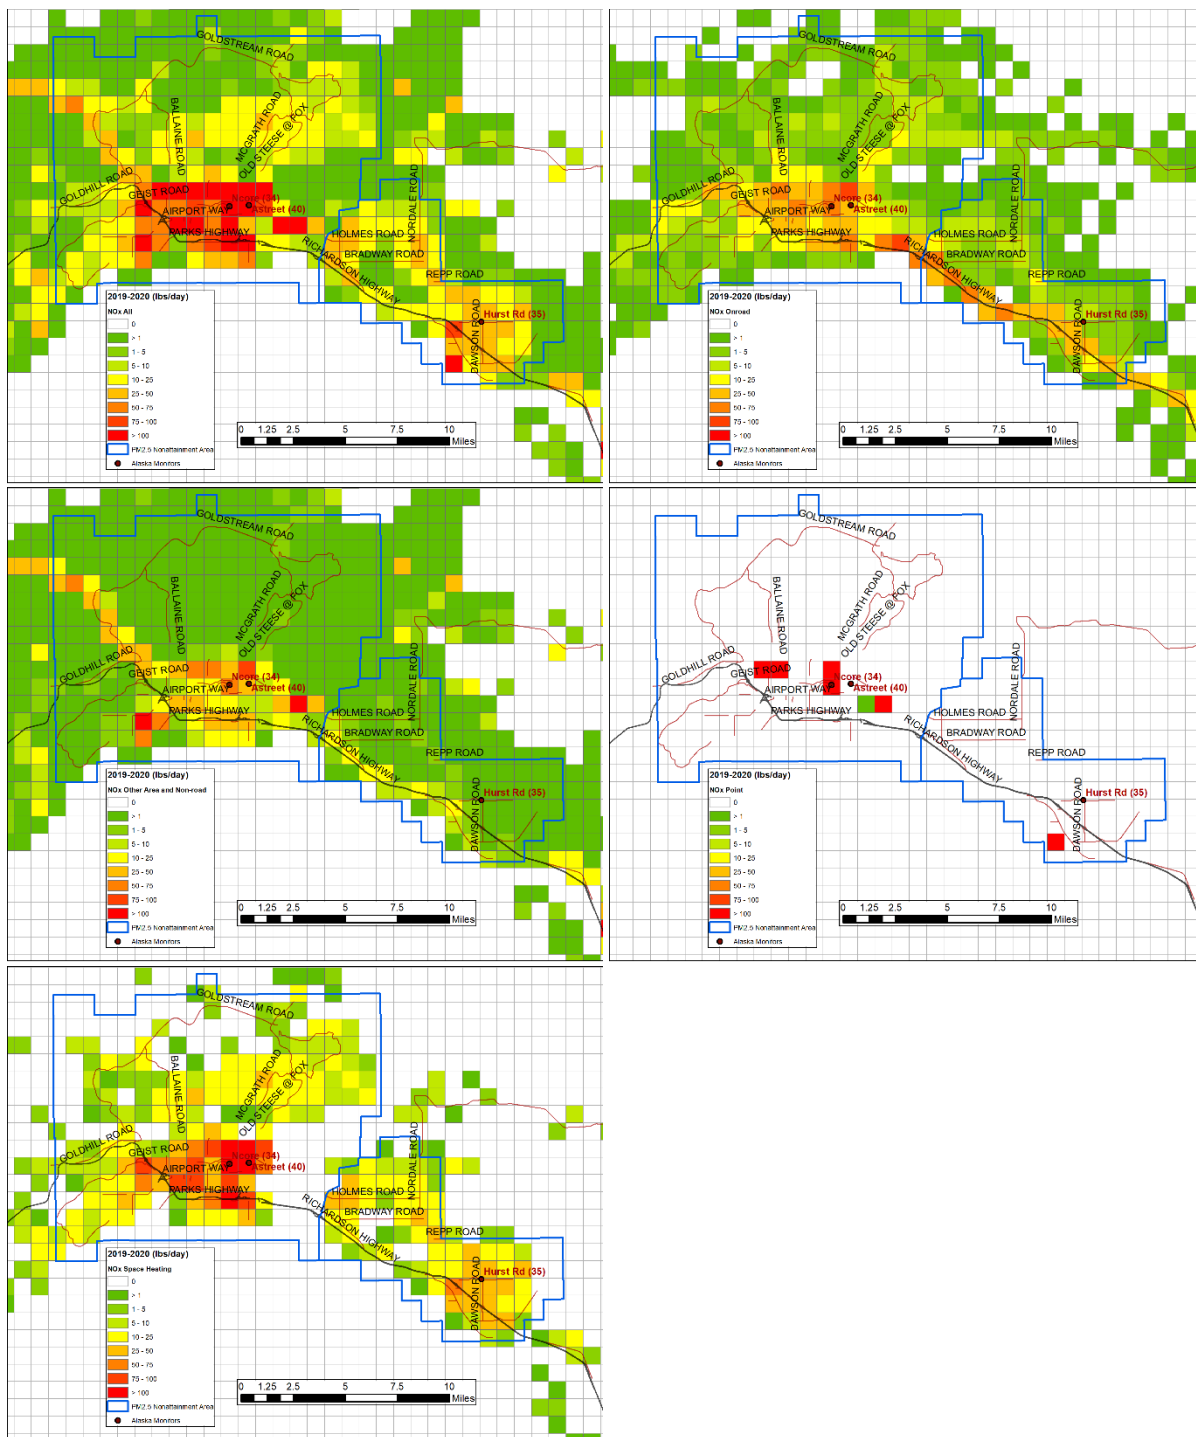 GOLDSTREAM ROAD
BALLAINE ROAD
MCGRATH ROAD
OLD STEESE @ FOX
GOLDHILL ROAD
GEIST ROAD
Ncore (34)
AIRPORT WAY
Astreet (40)
PARKS HIGHWAY
NORDALE ROAD
HOLMES ROAD
BRADWAY ROAD
RICHARDSON HIGHWAY
REPP ROAD
Hurst Rd (35)
DAWSON ROAD
2019-2020 (lbs/day)
NOx All
0
> 1
1 - 5
5 - 10
10 - 25
25 - 50
50 - 75
75 - 100
> 100
PM2.5 Nonattainment Area
Alaska Monitors
0 1.25 2.5 5 7.5 10
Miles
GOLDSTREAM ROAD
BALLAINE ROAD
MCGRATH ROAD
OLD STEESE @ FOX
GOLDHILL ROAD
GEIST ROAD
Ncore (34)
AIRPORT WAY
Astreet (40)
PARKS HIGHWAY
NORDALE ROAD
HOLMES ROAD
BRADWAY ROAD
RICHARDSON HIGHWAY
REPP ROAD
Hurst Rd (35)
DAWSON ROAD
2019-2020 (lbs/day)
NOx Onroad
0
> 1
1 - 5
5 - 10
10 - 25
25 - 50
50 - 75
75 - 100
> 100
PM2.5 Nonattainment Area
Alaska Monitors
0 1.25 2.5 5 7.5 10
Miles
GOLDSTREAM ROAD
BALLAINE ROAD
MCGRATH ROAD
OLD STEESE @ FOX
GOLDHILL ROAD
GEIST ROAD
Ncore (34)
AIRPORT WAY
Astreet (40)
PARKS HIGHWAY
NORDALE ROAD
HOLMES ROAD
BRADWAY ROAD
RICHARDSON HIGHWAY
REPP ROAD
Hurst Rd (35)
DAWSON ROAD
2019-2020 (lbs/day)
NOx Other Area and Non-road
0
> 1
1 - 5
5 - 10
10 - 25
25 - 50
50 - 75
75 - 100
> 100
PM2.5 Nonattainment Area
Alaska Monitors
0 1.25 2.5 5 7.5 10
Miles
GOLDSTREAM ROAD
BALLAINE ROAD
MCGRATH ROAD
OLD STEESE @ FOX
GOLDHILL ROAD
GEIST ROAD
Ncore (34)
AIRPORT WAY
Astreet (40)
PARKS HIGHWAY
NORDALE ROAD
HOLMES ROAD
BRADWAY ROAD
RICHARDSON HIGHWAY
REPP ROAD
Hurst Rd (35)
DAWSON ROAD
2019-2020 (lbs/day)
NOx Point
0
> 1
1 - 5
5 - 10
10 - 25
25 - 50
50 - 75
75 - 100
> 100
PM2.5 Nonattainment Area
Alaska Monitors
0 1.25 2.5 5 7.5 10
Miles
GOLDSTREAM ROAD
BALLAINE ROAD
MCGRATH ROAD
OLD STEESE @ FOX
GOLDHILL ROAD
GEIST ROAD
Ncore (34)
AIRPORT WAY
Astreet (40)
PARKS HIGHWAY
NORDALE ROAD
HOLMES ROAD
BRADWAY ROAD
RICHARDSON HIGHWAY
REPP ROAD
Hurst Rd (35)
DAWSON ROAD
2019-2020 (lbs/day)
NOx Space Heating
0
> 1
1 - 5
5 - 10
10 - 25
25 - 50
50 - 75
75 - 100
> 100
PM2.5 Nonattainment Area
Alaska Monitors
0 1.25 2.5 5 7.5 10
Miles